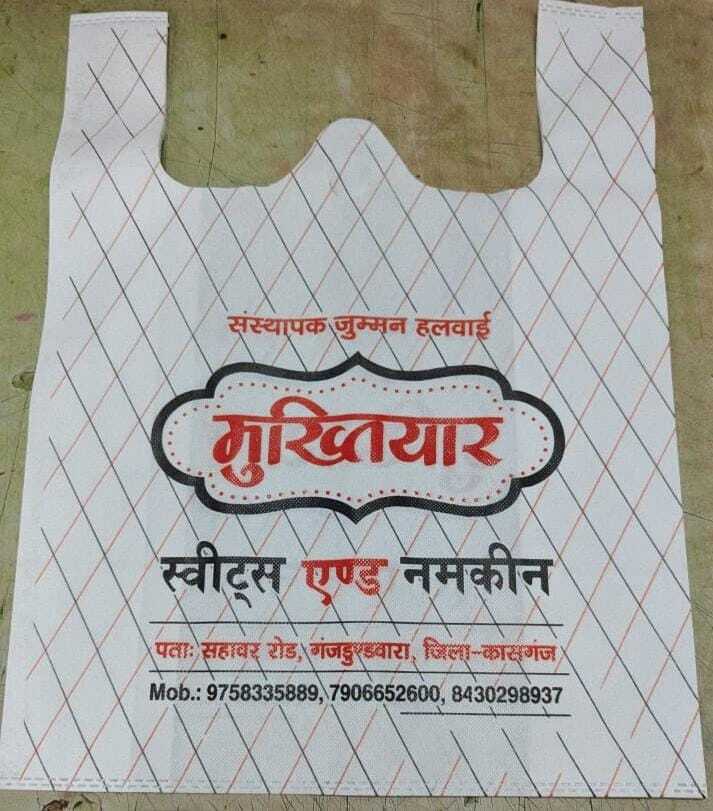 संस्थापक जुम्मन हलवाई
मुख्तियार
स्वीट्स एण्ड नमकीन
पताः सहावर रोड, गंजडुण्डवारा, जिला-कासगंज
Mob.: 9758335889, 7906652600, 8430298937